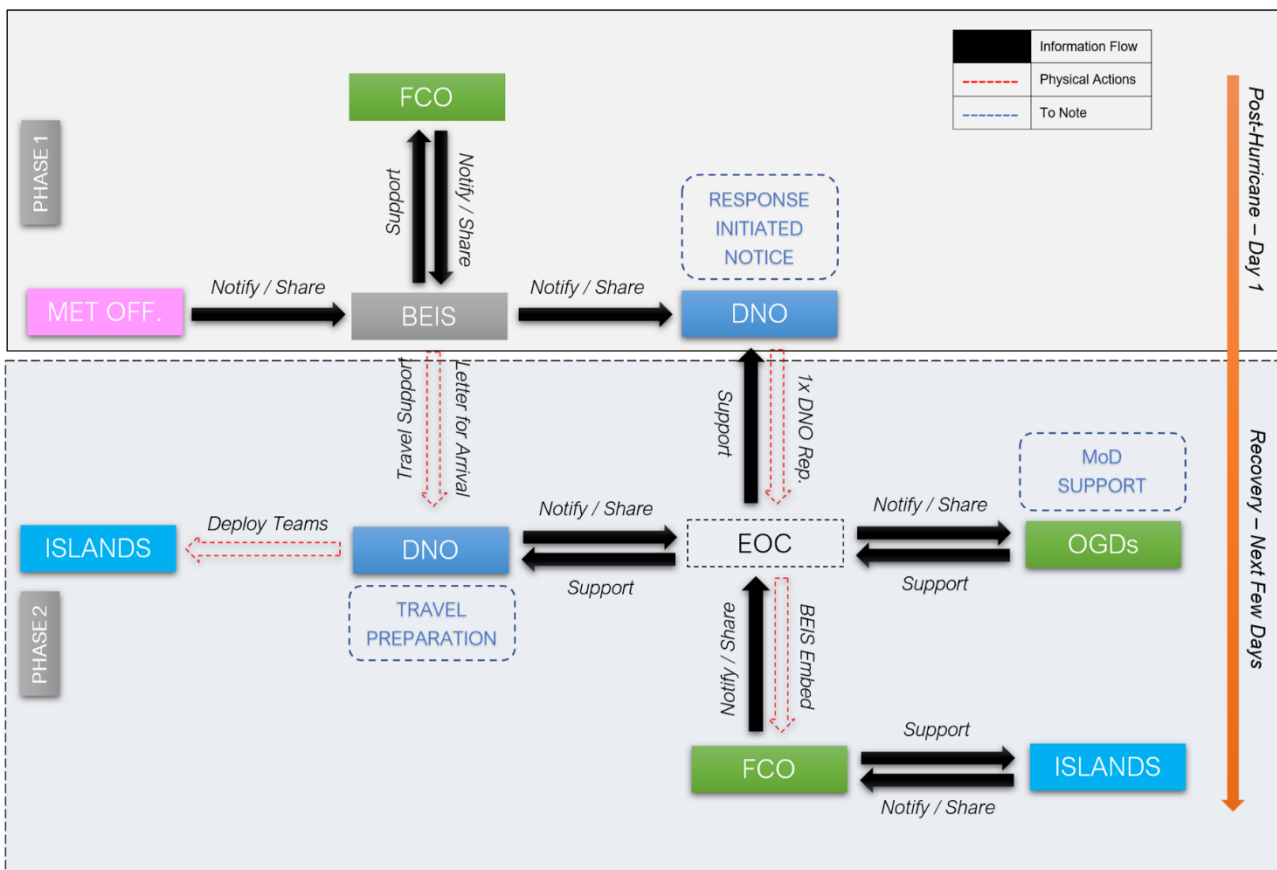 Information Flow
Physical Actions
To Note
Post-Hurricane – Day 1
PHASE 1
FCO
Support
Notify / Share
RESPONSE
INITIATED
NOTICE
MET OFF.
Notify / Share
BEIS
Notify / Share
DNO
Travel Support
Letter for Arrival
Support
1x DNO Rep.
Recovery – Next Few Days
MoD
SUPPORT
ISLANDS
Deploy Teams
DNO
Notify / Share
Support
EOC
Notify / Share
Support
OGDs
TRAVEL
PREPARATION
PHASE 2
Notify / Share
BEIS Embed
FCO
Support
Notify / Share
ISLANDS